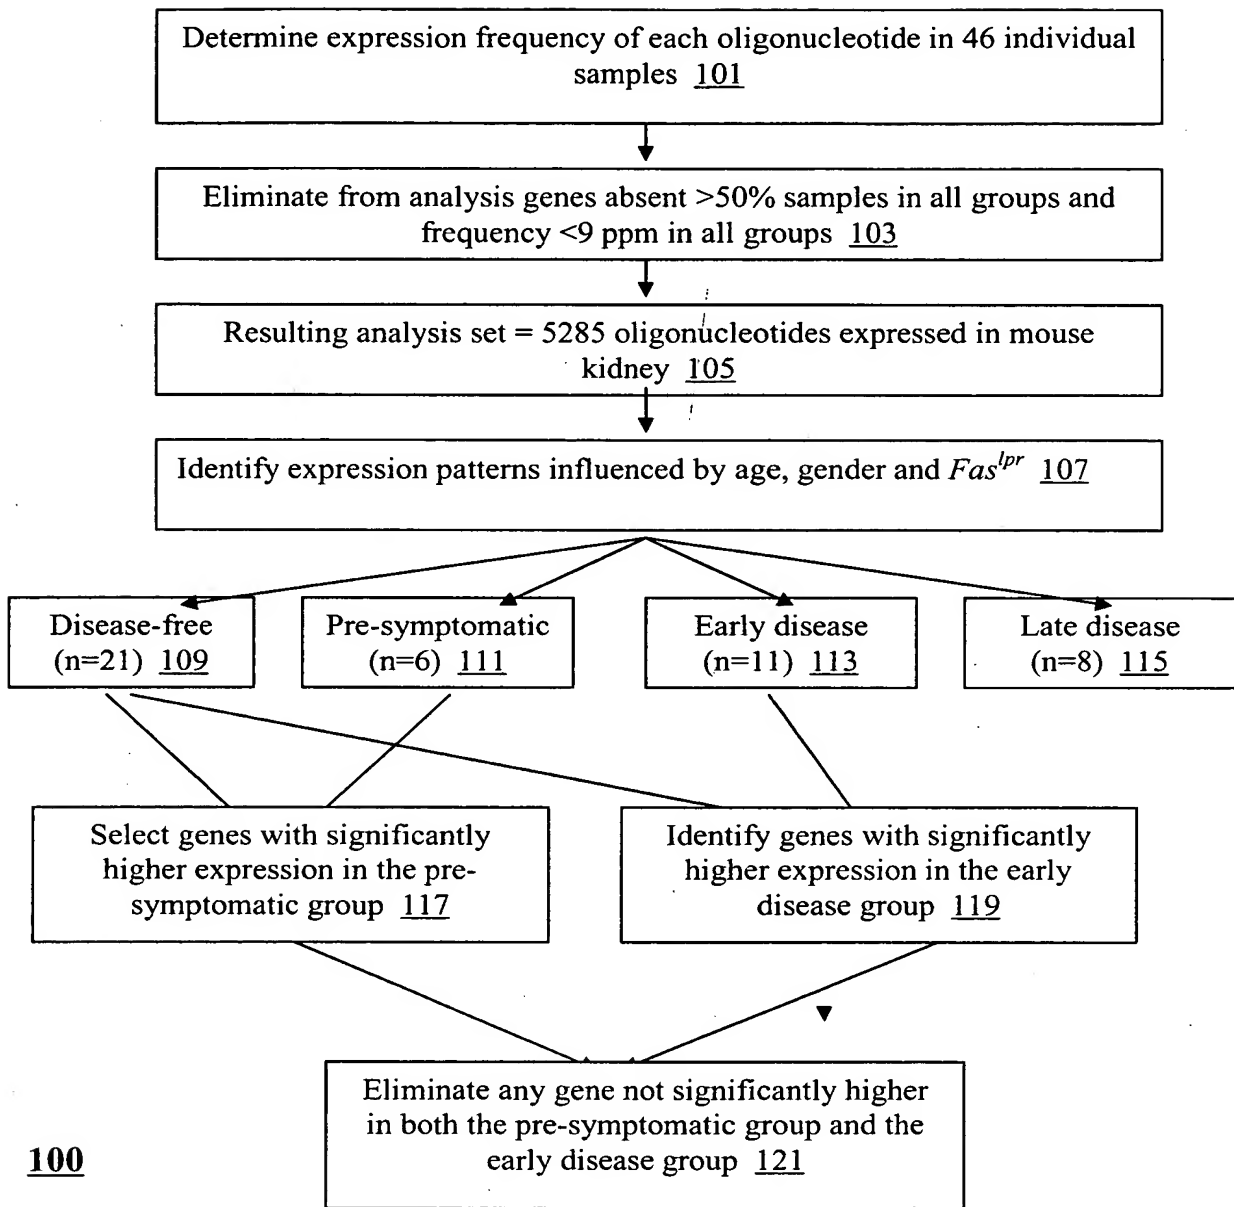 Determine expression frequency of each oligonucleotide in 46 individual
samples 101
Eliminate from analysis genes absent >50% samples in all groups and
frequency <9 ppm in all groups 103
Resulting analysis set = 5285 oligonucleotides expressed in mouse
kidney 105
Identify expression patterns influenced by age, gender and Fas^lpr 107
Disease-free
(n=21) 109
Pre-symptomatic
(n=6) 111
Early disease
(n=11) 113
Late disease
(n=8) 115
Select genes with significantly
higher expression in the pre-
symptomatic group 117
Identify genes with significantly
higher expression in the early
disease group 119
Eliminate any gene not significantly higher
in both the pre-symptomatic group and the
early disease group 121
100